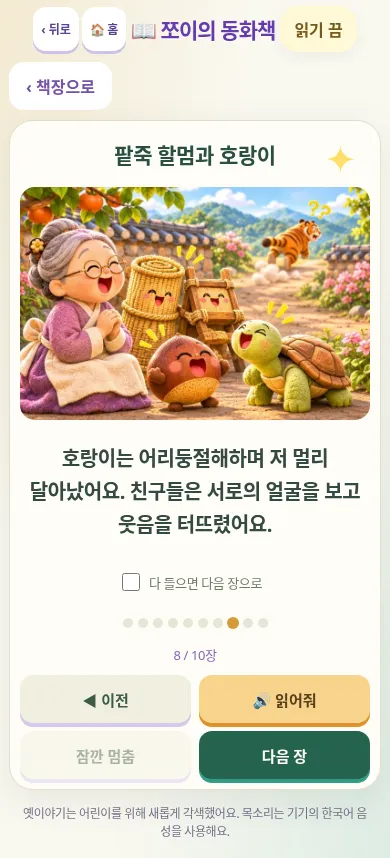 ‹ 뒤로 🏠 홈 📖 쪼이의 동화책 읽기 끝
‹ 책장으로
팥죽 할멈과 호랑이
??
호랑이는 어리둥절해하며 저 멀리
달아났어요. 친구들은 서로의 얼굴을 보고
웃음을 터뜨렸어요.
다 들으면 다음 장으로
8 / 10장
◀ 이전 🔊 읽어줘
잠깐 멈춤 다음 장
옛이야기는 어린이를 위해 새롭게 각색했어요. 목소리는 기기의 한국어 음
성을 사용해요.